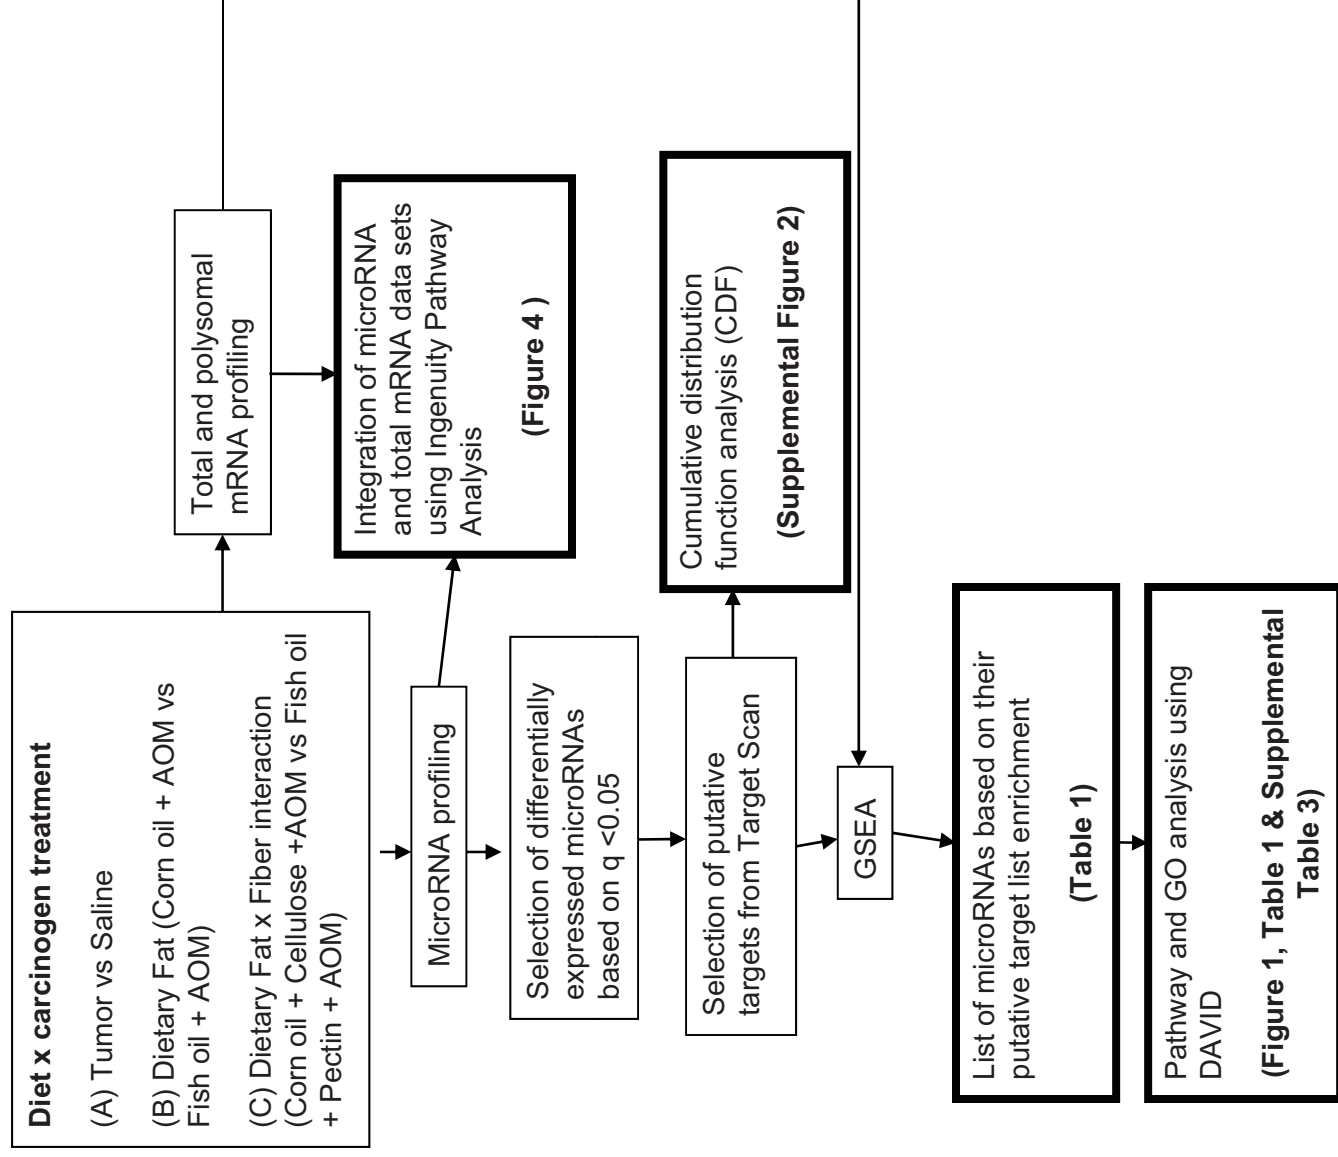 Diet x carcinogen treatment
(A) Tumor vs Saline
(B) Dietary Fat (Corn oil + AOM vs
Fish oil + AOM)
(C) Dietary Fat x Fiber interaction
(Corn oil + Cellulose +AOM vs Fish oil
+ Pectin + AOM)
Total and polysomal
mRNA profiling
MicroRNA profiling
Integration of microRNA
and total mRNA data sets
using Ingenuity Pathway
Analysis
(Figure 4 )
Selection of differentially
expressed microRNAs
based on q <0.05
Selection of putative
targets from Target Scan
Cumulative distribution
function analysis (CDF)
(Supplemental Figure 2)
GSEA
List of microRNAs based on their
putative target list enrichment
(Table 1)
Pathway and GO analysis using
DAVID
(Figure 1, Table 1 & Supplemental
Table 3)